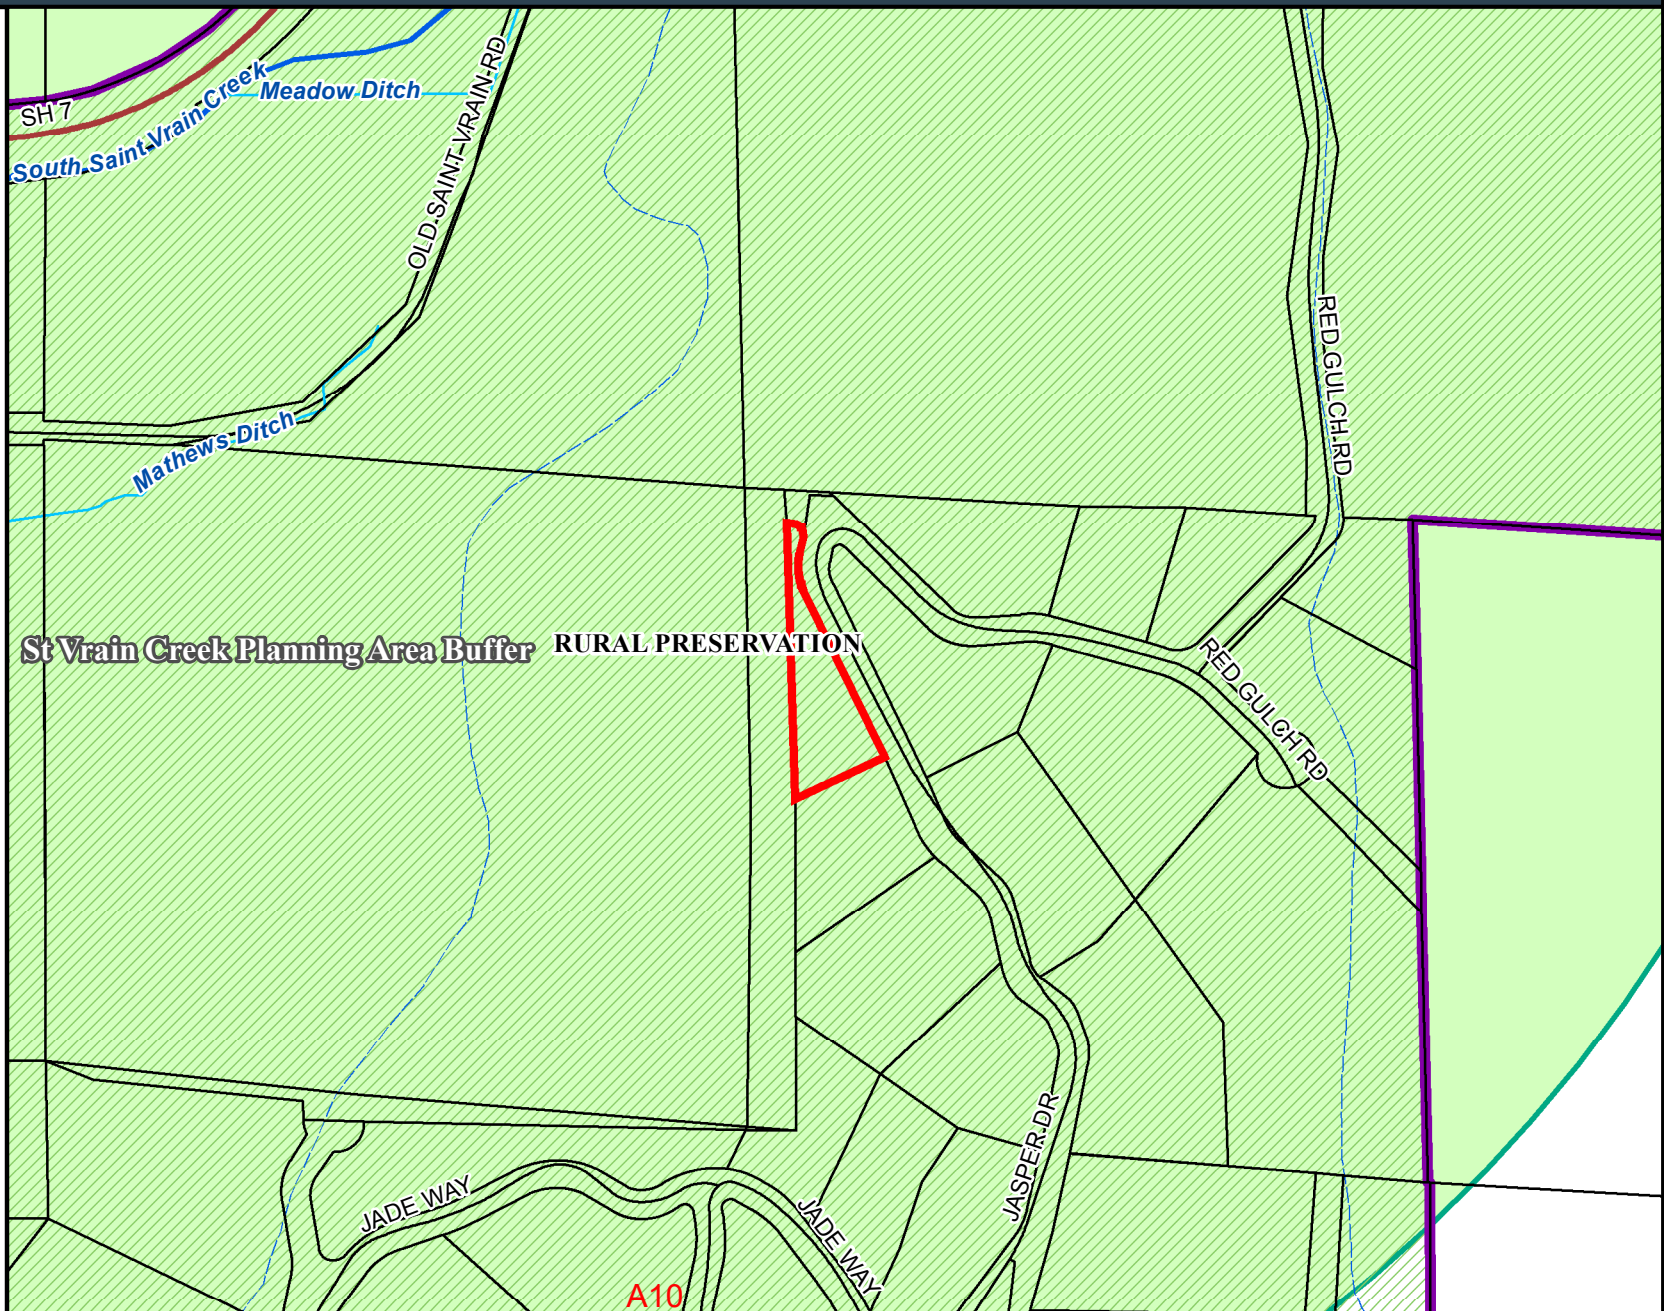 SH 7
South Saint Vrain Creek
Meadow Ditch
OLD SAINT VRAIN RD
RED GULCH RD
Mathews Ditch
St Vrain Creek Planning Area Buffer
RURAL PRESERVATION
RED GULCH RD
JASPER DR
JADE WAY
JADE WAY
A10